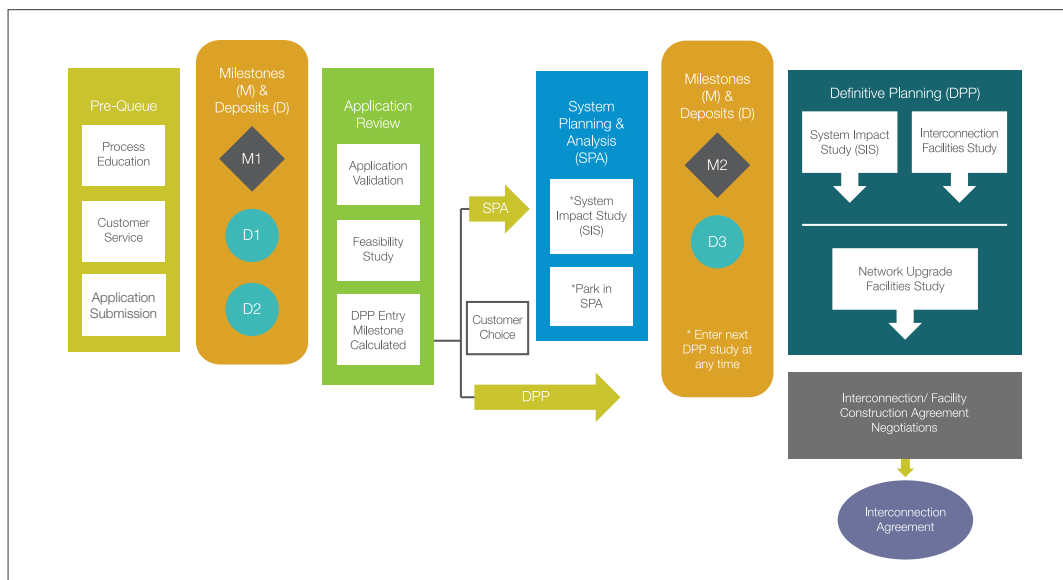 Pre-Queue
Process
Education
Customer
Service
Application
Submission
Milestones
(M) &
Deposits (D)
M1
D1
D2
Application
Review
Application
Validation
Feasibility
Study
DPP Entry
Milestone
Calculated
SPA
Customer
Choice
DPP
System
Planning &
Analysis
(SPA)
*System
Impact Study
(SIS)
*Park in
SPA
Milestones
(M) &
Deposits (D)
M2
D3
* Enter next
DPP study at
any time
Definitive Planning (DPP)
System Impact
Study (SIS)
Interconnection
Facilities Study
Network Upgrade
Facilities Study
Interconnection/ Facility
Construction Agreement
Negotiations
Interconnection
Agreement